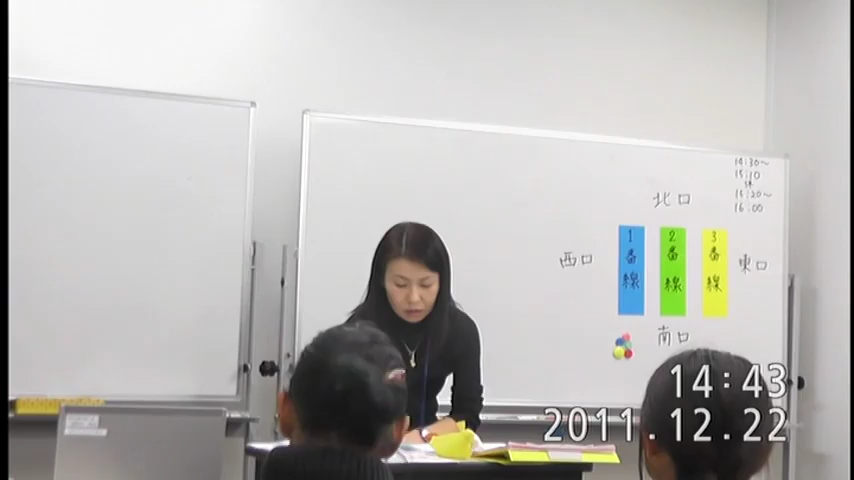 14:30〜
15:10
休
15:20〜
16:00
北口
西口
1番線
2番線
3番線
東口
南口
14:43
2011.12.22